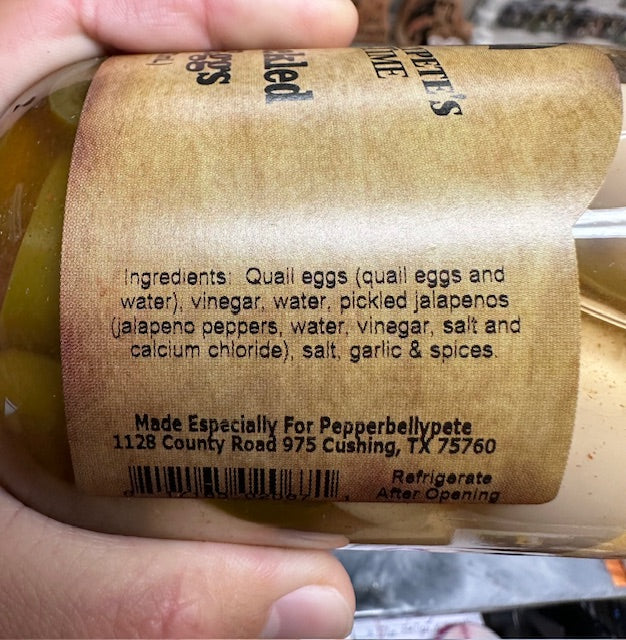 PETE'S
TIME
kled
ggs
Ingredients: Quail eggs (quail eggs and
water), vinegar, water, pickled jalapenos
(jalapeno peppers, water, vinegar, salt and
calcium chloride), salt, garlic & spices.
Made Especially For Pepperbellypete
1128 County Road 975 Cushing, TX 75760
Refrigerate
After Opening